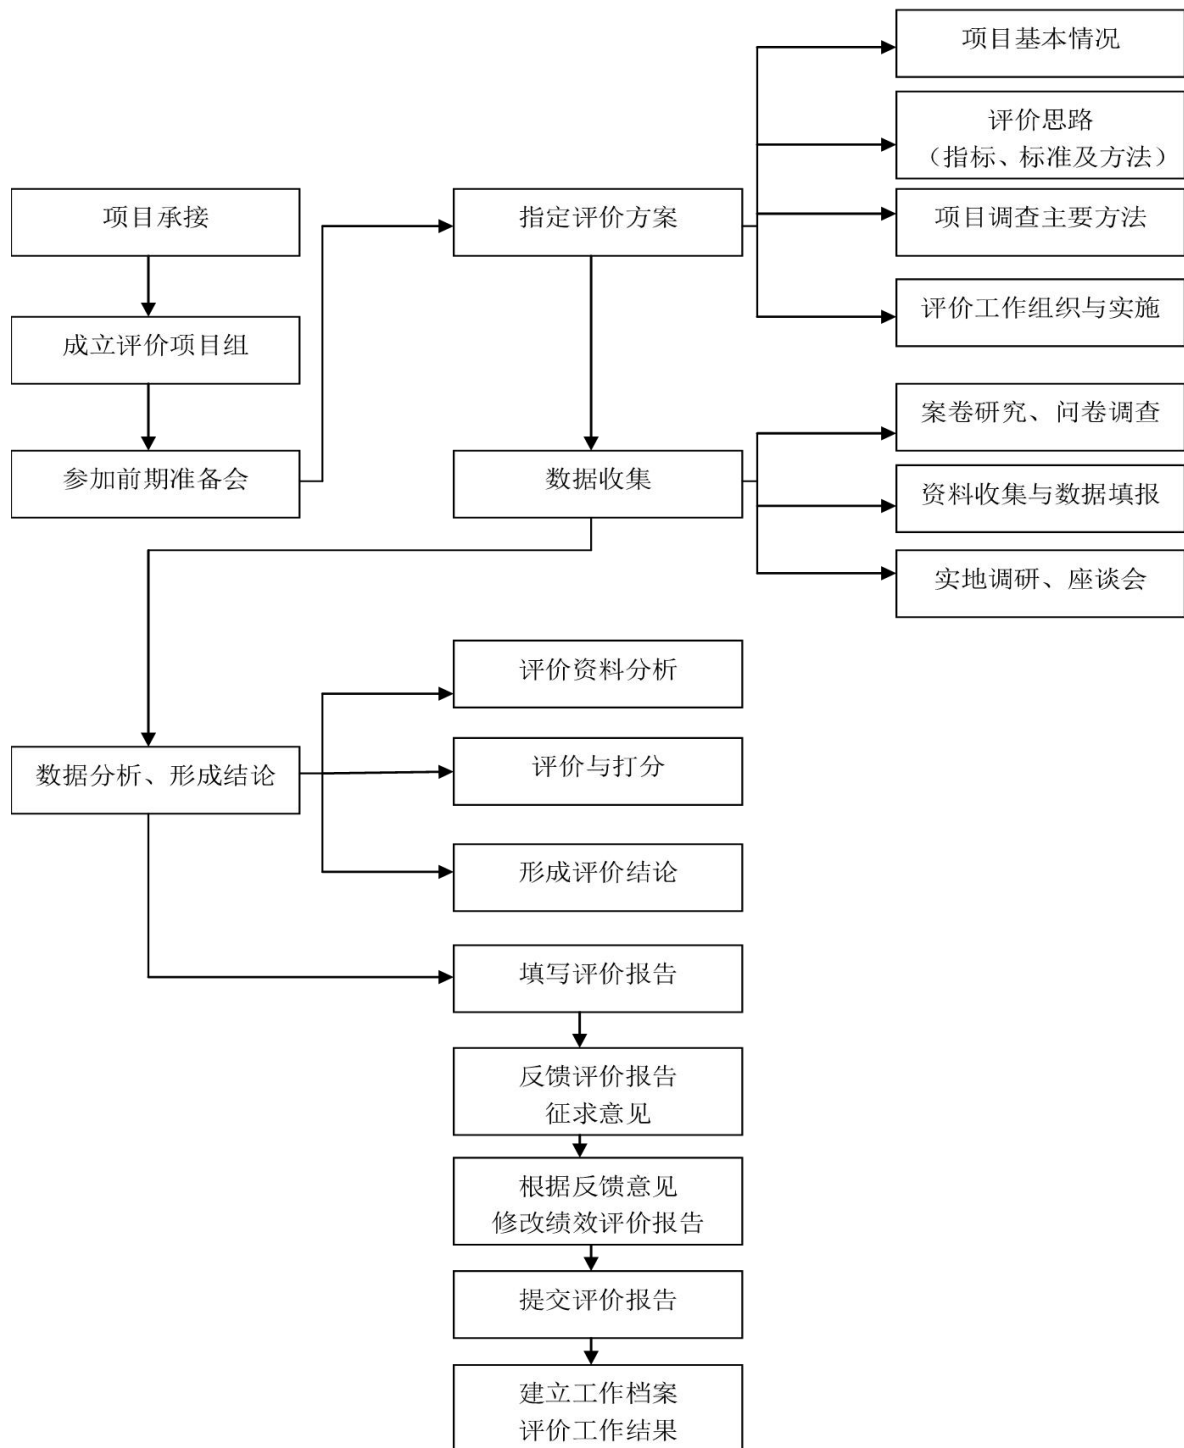 项目基本情况
评价思路
（指标、标准及方法）
项目承接
指定评价方案
项目调查主要方法
成立评价项目组
评价工作组织与实施
案卷研究、问卷调查
参加前期准备会
数据收集
资料收集与数据填报
实地调研、座谈会
评价资料分析
数据分析、形成结论
评价与打分
形成评价结论
填写评价报告
反馈评价报告
征求意见
根据反馈意见
修改绩效评价报告
提交评价报告
建立工作档案
评价工作结果